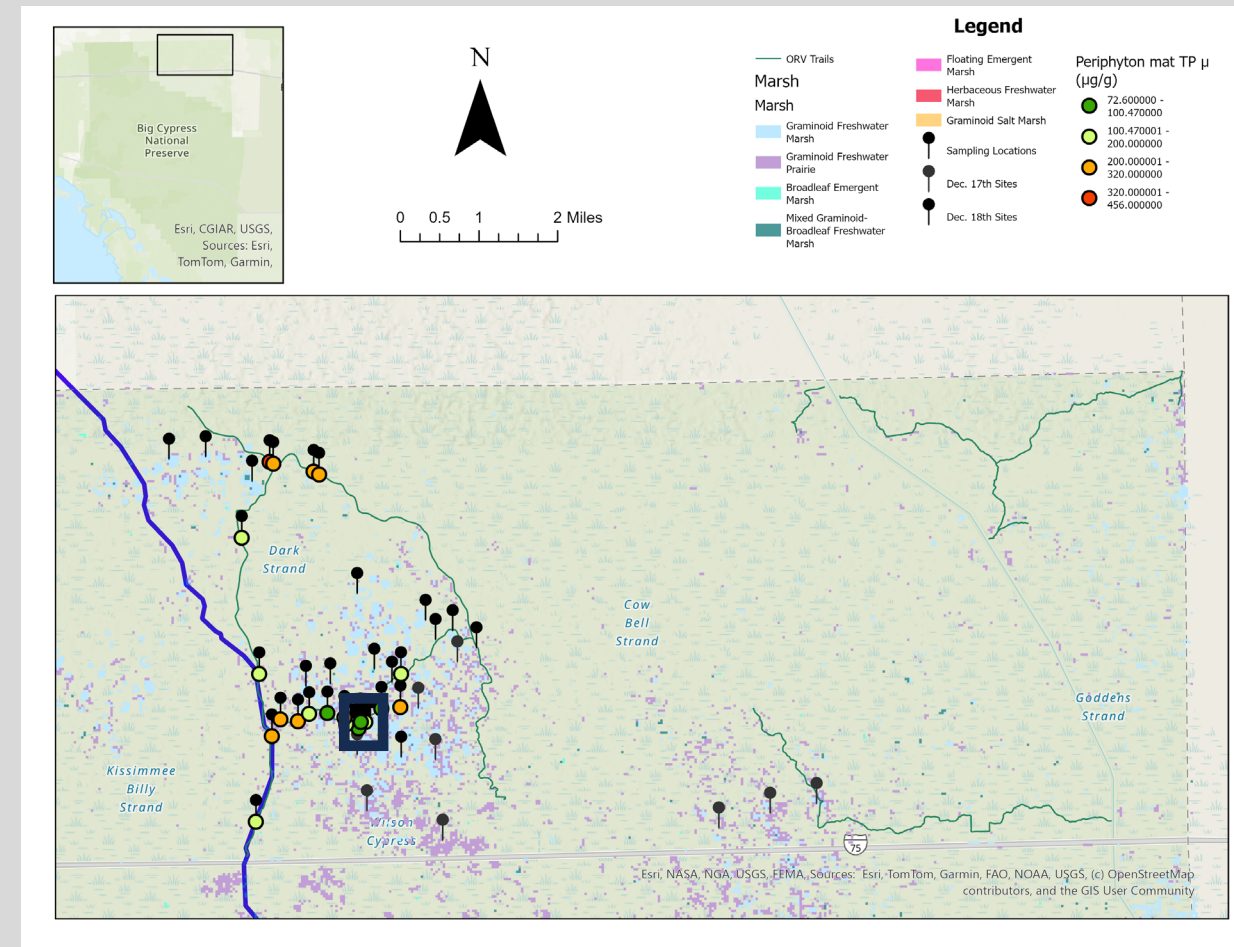 Big Cypress
National
Preserve
Esri, CGIAR, USGS,
Sources: Esri,
TomTom, Garmin,
N
0 0.5 1 2 Miles
Legend
ORV Trails
Marsh
Marsh
Graminoid Freshwater
Marsh
Graminoid Freshwater
Prairie
Broadleaf Emergent
Marsh
Mixed Graminoid-
Broadleaf Freshwater
Marsh
Floating Emergent
Marsh
Herbaceous Freshwater
Marsh
Graminoid Salt Marsh
Sampling Locations
Dec. 17th Sites
Dec. 18th Sites
Periphyton mat TP µ
(µg/g)
72.600000 -
100.470000
100.470001 -
200.000000
200.000001 -
320.000000
320.000001 -
456.000000
Dark
Strand
Cow
Bell
Strand
Goddens
Strand
Kissimmee
Billy
Strand
Wilson
Cypress
75
Esri, NASA, NGA, USGS, FEMA, Sources: Esri, TomTom, Garmin, FAO, NOAA, USGS, (c) OpenStreetMap
contributors, and the GIS User Community